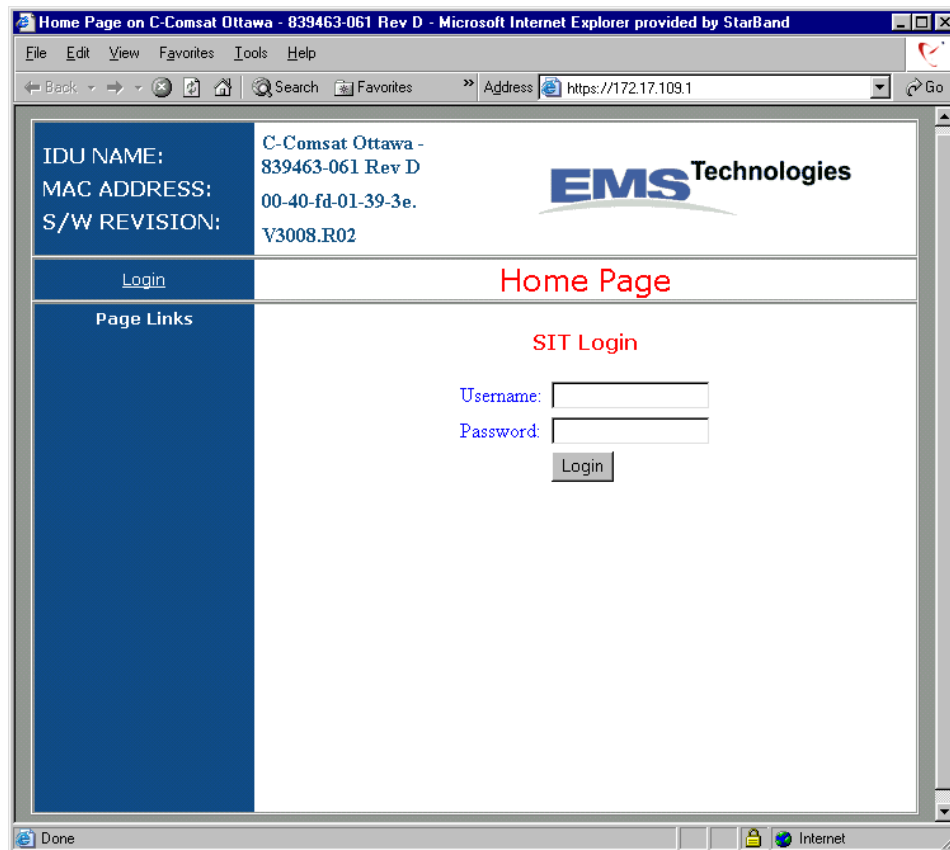 Home Page on C-Comsat Ottawa - 839463-061 Rev D - Microsoft Internet Explorer provided by StarBand
File Edit View Favorites Tools Help
Back Search Favorites » Address https://172.17.109.1 Go
IDU NAME:
MAC ADDRESS:
S/W REVISION:
C-Comsat Ottawa -
839463-061 Rev D
00-40-fd-01-39-3e.
V3008.R02
EMS Technologies
Login
Home Page
Page Links
SIT Login
Username:
Password:
Login
Done Internet